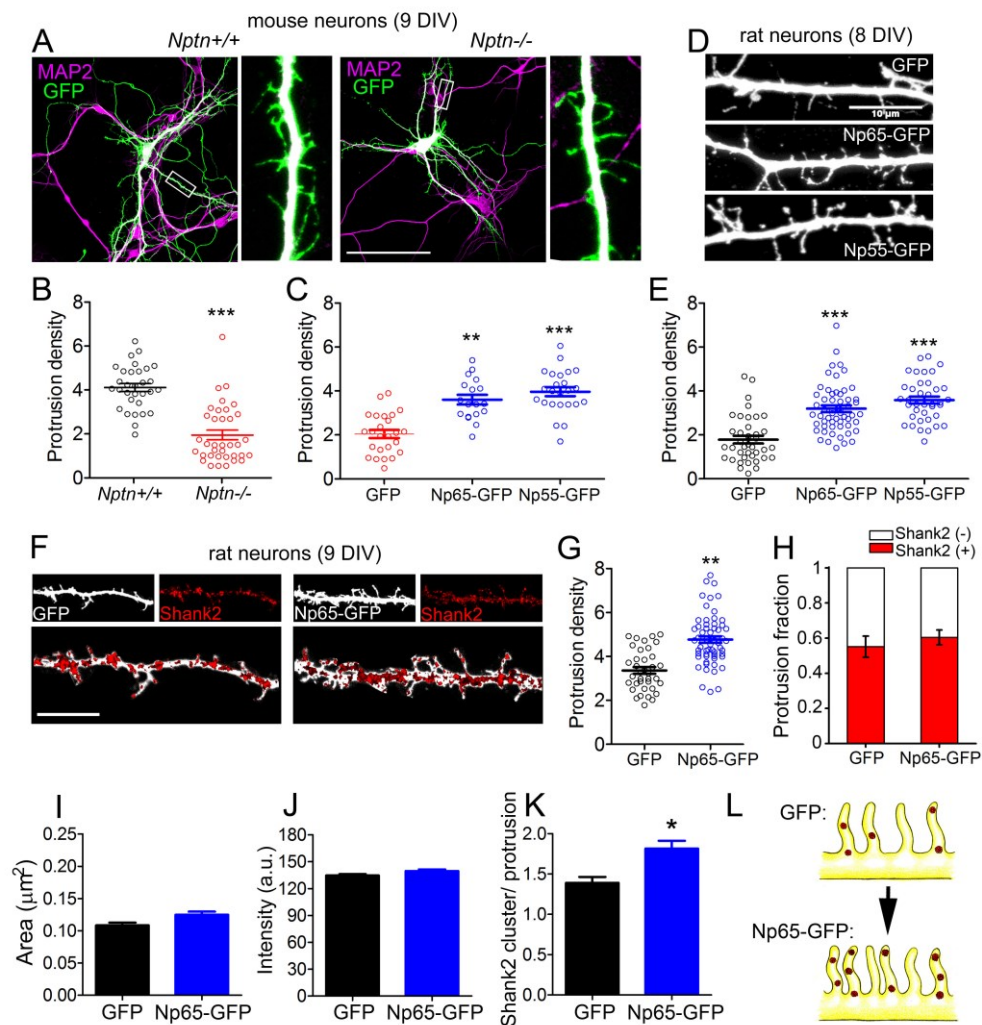 mouse neurons (9 DIV)
A
Nptn+/+
Nptn-/-
MAP2
GFP
MAP2
GFP
D
rat neurons (8 DIV)
GFP
10 µm
Np65-GFP
Np55-GFP
B
Protrusion density
8
6
4
2
0
***
Nptn+/+
Nptn-/-
C
Protrusion density
8
6
4
2
0
**
***
GFP
Np65-GFP
Np55-GFP
E
Protrusion density
8
6
4
2
0
***
***
GFP
Np65-GFP
Np55-GFP
F
rat neurons (9 DIV)
GFP
Shank2
Np65-GFP
Shank2
G
Protrusion density
8
6
4
2
0
**
GFP
Np65-GFP
H
Shank2 (-)
Shank2 (+)
Protrusion fraction
1
0.8
0.6
0.4
0.2
0
GFP
Np65-GFP
I
Area (µm²)
0.25
0.20
0.15
0.10
0.05
0.00
GFP
Np65-GFP
J
Intensity (a.u.)
180
150
120
90
60
30
0
GFP
Np65-GFP
K
Shank2 cluster/ protrusion
2.0
1.5
1.0
0.5
0.0
*
GFP
Np65-GFP
L
GFP:
Np65-GFP: